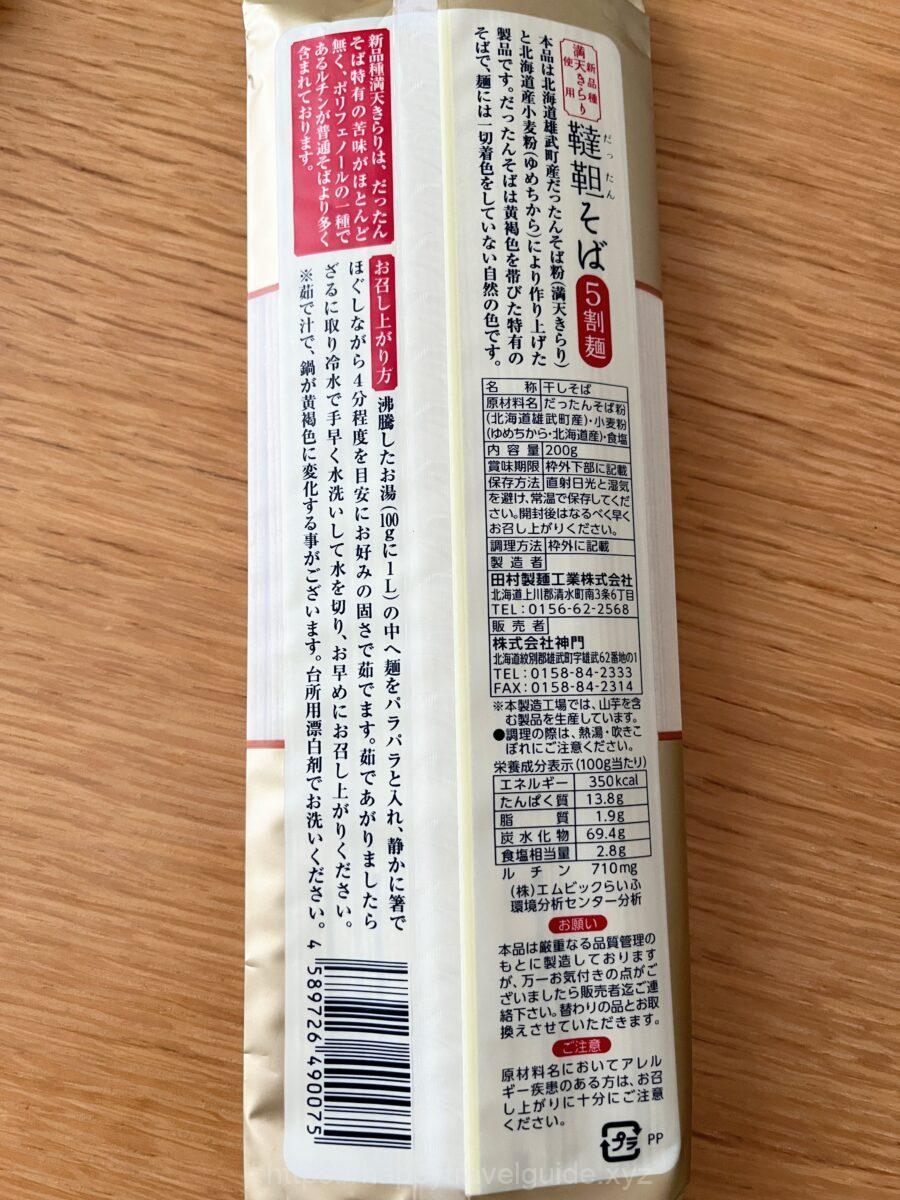 新品種
満天きらり
使用
だったん
韃靼そば
5割麺
本品は北海道雄武町産だったんそば粉(満天きらり)
と北海道産小麦粉(ゆめちから)により作り上げた
製品です。だったんそばは黄褐色を帯びた特有の
そばで、麺には一切着色をしていない自然の色です。
新品種満天きらりは、だったん
そば特有の苦味がほとんど
無く、ポリフェノールの一種で
あるルチンが普通そばより多く
含まれております。
お召し上がり方
沸騰したお湯(100gに1L)の中へ麺をパラパラと入れ、静かに箸で
ほぐしながら4分程度を目安にお好みの固さで茹でます。茹であがりましたら
ざるに取り冷水で手早く水洗いして水を切り、お早めにお召し上がりください。
※茹で汁で、鍋が黄褐色に変化する事がございます。台所用漂白剤でお洗いください。
名称 干しそば
原材料名 だったんそば粉
(北海道雄武町産)・小麦粉
(ゆめちから・北海道産)・食塩
内容量 200g
賞味期限 枠外下部に記載
保存方法 直射日光と湿気
を避け、常温で保存してくだ
さい。開封後はなるべく早く
お召し上がりください。
調理方法 枠外に記載
製造者
田村製麺工業株式会社
北海道上川郡清水町南3条6丁目
TEL:0156-62-2568
販売者
株式会社神門
北海道紋別郡雄武町字雄武62番地の1
TEL:0158-84-2333
FAX:0158-84-2314
※本製造工場では、山芋を含
む製品を生産しています。
●調理の際は、熱湯・吹きこ
ぼれにご注意ください。
栄養成分表示(100g当たり)
エネルギー 350kcal
たんぱく質 13.8g
脂質 1.9g
炭水化物 69.4g
食塩相当量 2.8g
ルチン 710mg
(株)エムビックらいふ
環境分析センター分析
お願い
本品は厳重なる品質管理の
もとに製造しております
が、万一お気付きの点がご
ざいましたら販売者迄ご連
絡下さい。替わりの品とお取
換えさせていただきます。
ご注意
原材料名においてアレル
ギー疾患のある方は、お召
し上がりに十分にご注意
ください。
プラ PP
4 589726 490075